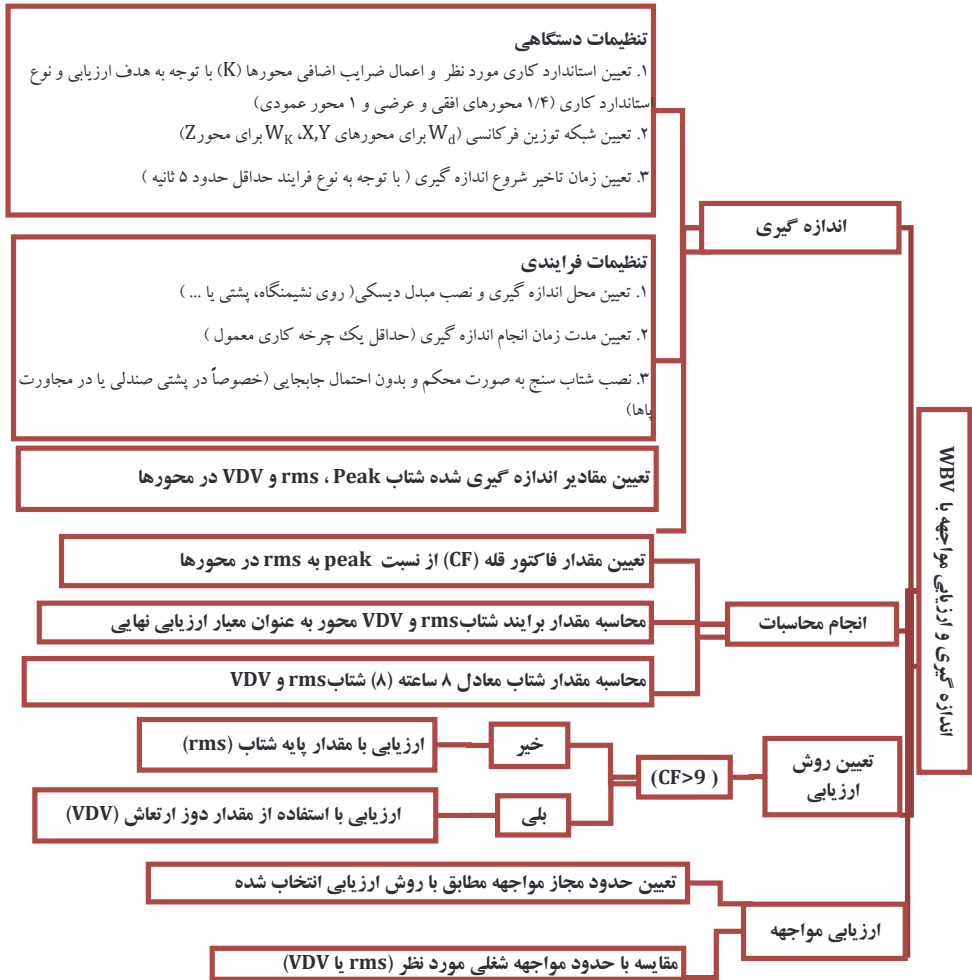 تنظیمات دستگاهی
۱. تعیین استاندارد کاری مورد نظر و اعمال ضرایب اضافی محورها (K) با توجه به هدف ارزیابی و نوع
استاندارد کاری (۱/۴ محورهای افقی و عرضی و ۱ محور عمودی)
۲. تعیین شبکه توزین فرکانسی (Wd برای محورهای X,Y، WK برای محور Z)
۳. تعیین زمان تاخیر شروع اندازه گیری ( با توجه به نوع فرایند حداقل حدود ۵ ثانیه )
اندازه گیری
تنظیمات فرایندی
۱. تعیین محل اندازه گیری و نصب مبدل دیسکی( روی نشیمنگاه، پشتی یا ... )
۲. تعیین مدت زمان انجام اندازه گیری (حداقل یک چرخه کاری معمول )
۳. نصب شتاب سنج به صورت محکم و بدون احتمال جابجایی (خصوصاً در پشتی صندلی یا در مجاورت
پاها)
تعیین مقادیر اندازه گیری شده شتاب rms ، Peak و VDV در محورها
اندازه گیری و ارزیابی مواجهه با WBV
تعیین مقدار فاکتور قله (CF) از نسبت peak به rms در محورها
انجام محاسبات
محاسبه مقدار برایند شتاب rms و VDV محور به عنوان معیار ارزیابی نهایی
محاسبه مقدار شتاب معادل ۸ ساعته (۸) شتاب rms و VDV
تعیین روش
ارزیابی
(CF>9 )
خیر
ارزیابی با مقدار پایه شتاب (rms)
بلی
ارزیابی با استفاده از مقدار دوز ارتعاش (VDV)
ارزیابی مواجهه
تعیین حدود مجاز مواجهه مطابق با روش ارزیابی انتخاب شده
مقایسه با حدود مواجهه شغلی مورد نظر (rms یا VDV)